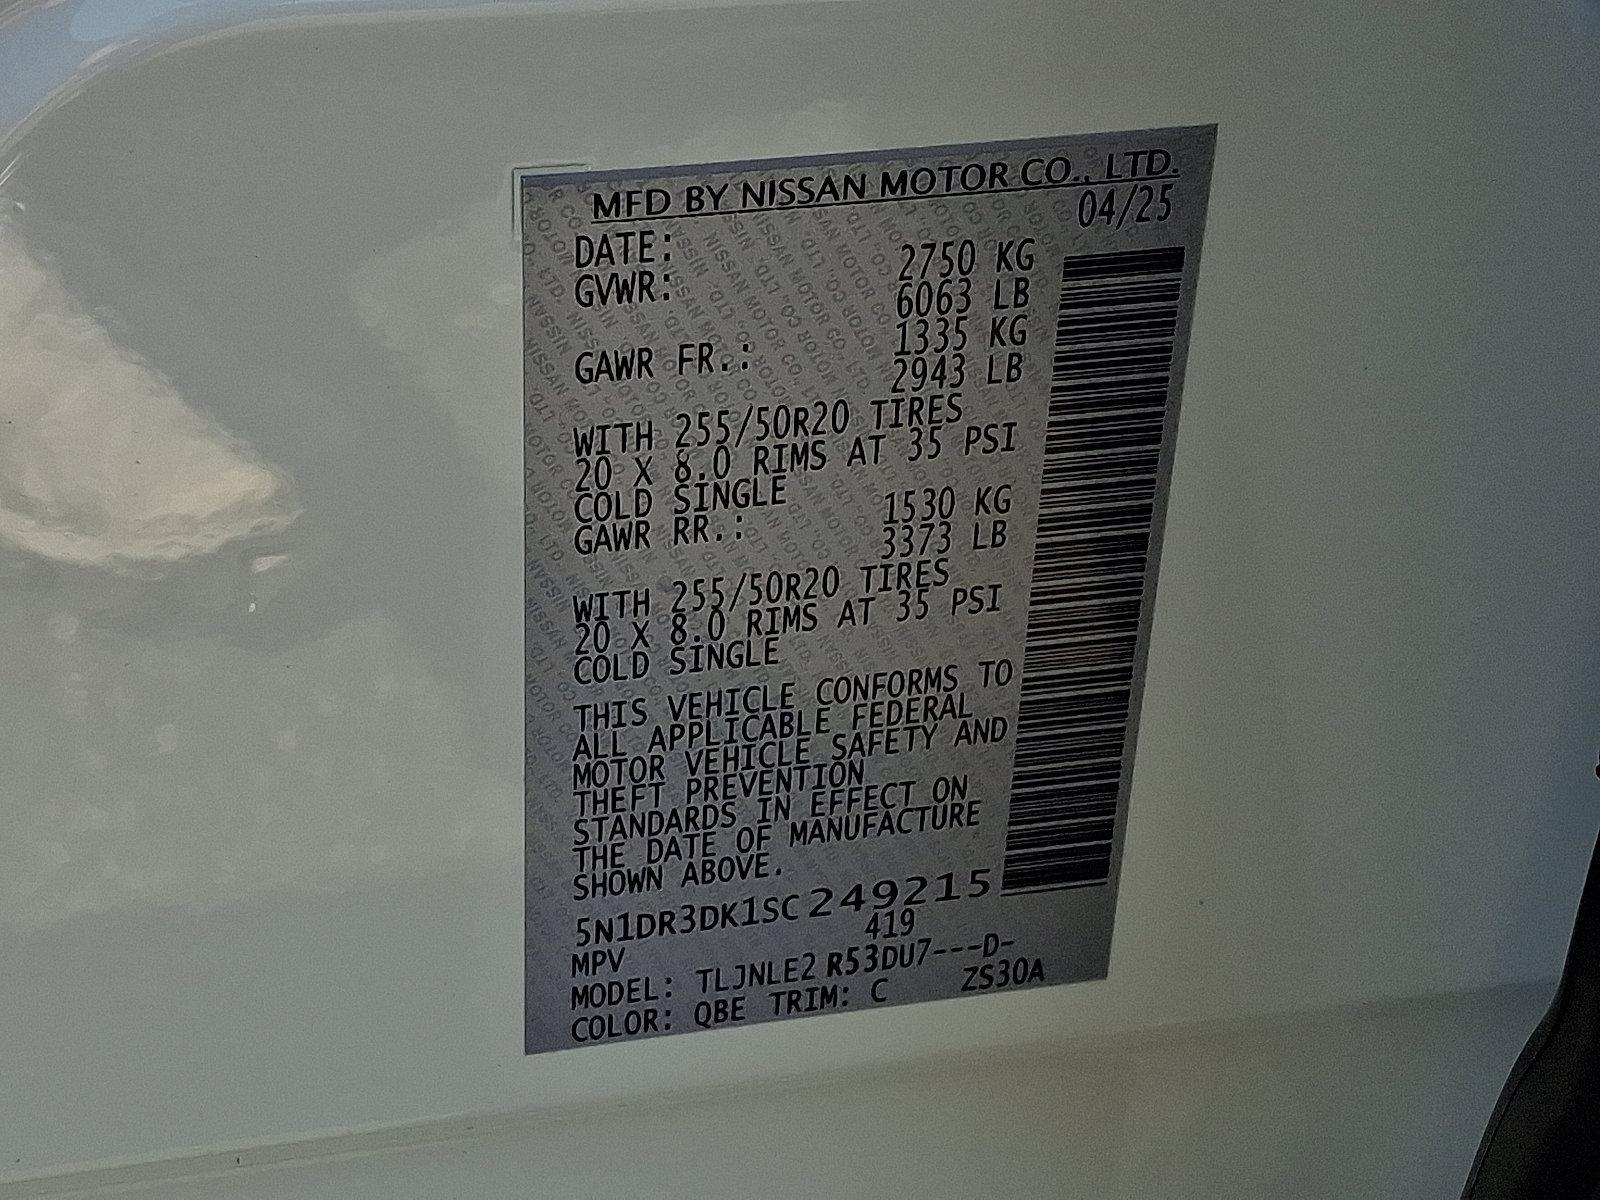 MFD BY NISSAN MOTOR CO., LTD.
DATE: 04/25
GVWR: 2750 KG
6063 LB
GAWR FR.: 1335 KG
2943 LB
WITH 255/50R20 TIRES
20 X 8.0 RIMS AT 35 PSI
COLD SINGLE
GAWR RR.: 1530 KG
3373 LB
WITH 255/50R20 TIRES
20 X 8.0 RIMS AT 35 PSI
COLD SINGLE
THIS VEHICLE CONFORMS TO
ALL APPLICABLE FEDERAL
MOTOR VEHICLE SAFETY AND
THEFT PREVENTION
STANDARDS IN EFFECT ON
THE DATE OF MANUFACTURE
SHOWN ABOVE.
5N1DR3DK1SC249215
MPV 419
MODEL: TLJNLE2 R53DU7---D-
COLOR: QBE TRIM: C ZS30A